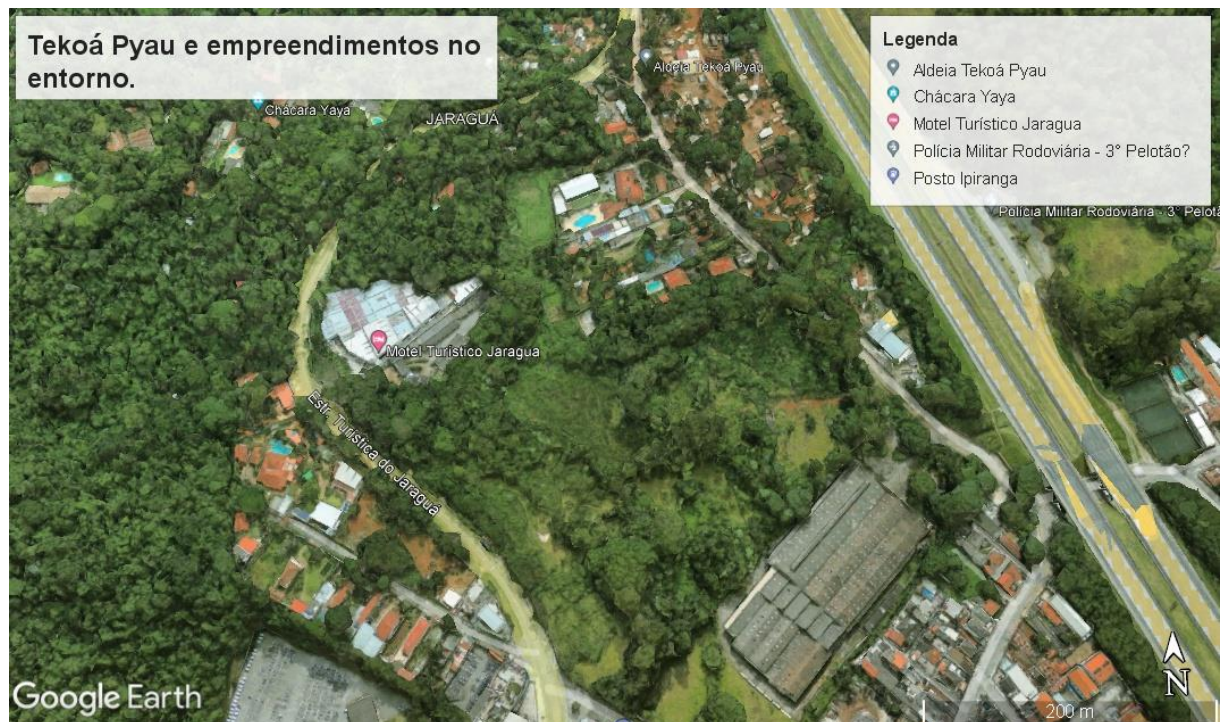 Tekoá Pyau e empreendimentos no
entorno.
Legenda
Aldeia Tekoá Pyau
Chácara Yaya
Motel Turístico Jaragua
Polícia Militar Rodoviária - 3° Pelotão?
Posto Ipiranga
Aldeia Tekoá Pyau
Chácara Yaya
JARAGUÁ
Polícia Militar Rodoviária - 3° Pelotã
Motel Turístico Jaragua
Estr. Turística do Jaraguá
Google Earth
N
200 m